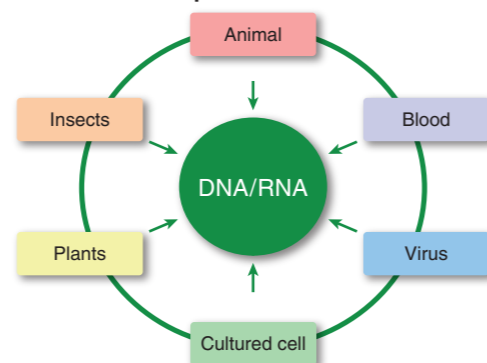 Animal
Insects
Blood
DNA/RNA
Plants
Virus
Cultured cell